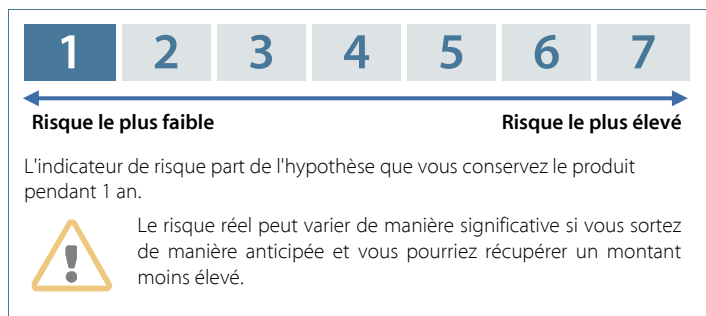 1 2 3 4 5 6 7
Risque le plus faible Risque le plus élevé
L'indicateur de risque part de l'hypothèse que vous conservez le produit
pendant 1 an.
Le risque réel peut varier de manière significative si vous sortez
de manière anticipée et vous pourriez récupérer un montant
moins élevé.